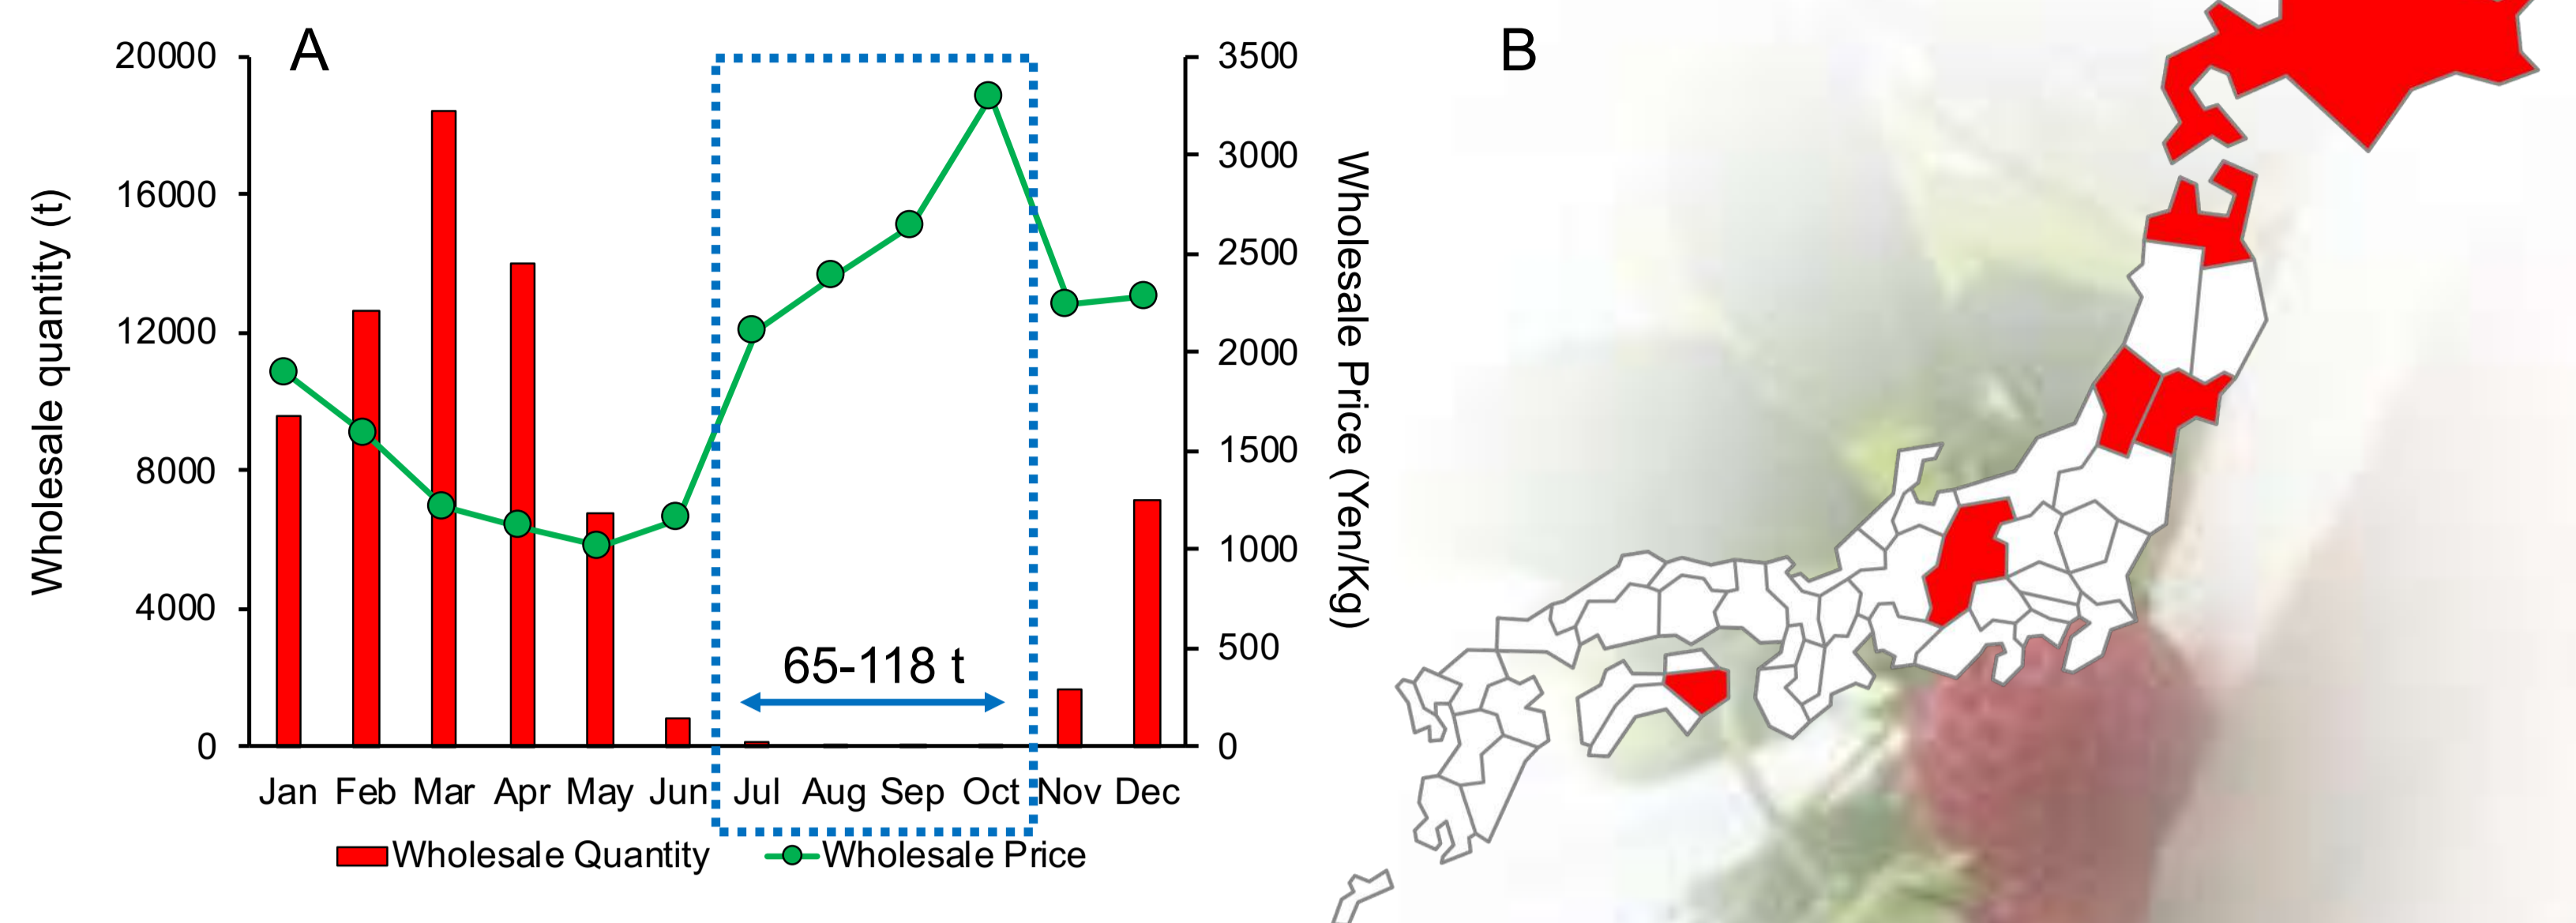 A
Wholesale quantity (t)
20000
16000
12000
8000
4000
0
65-118 t
3500
3000
2500
2000
1500
1000
500
0
Wholesale Price (Yen/Kg)
Jan Feb Mar Apr May Jun Jul Aug Sep Oct Nov Dec
Wholesale Quantity Wholesale Price
B